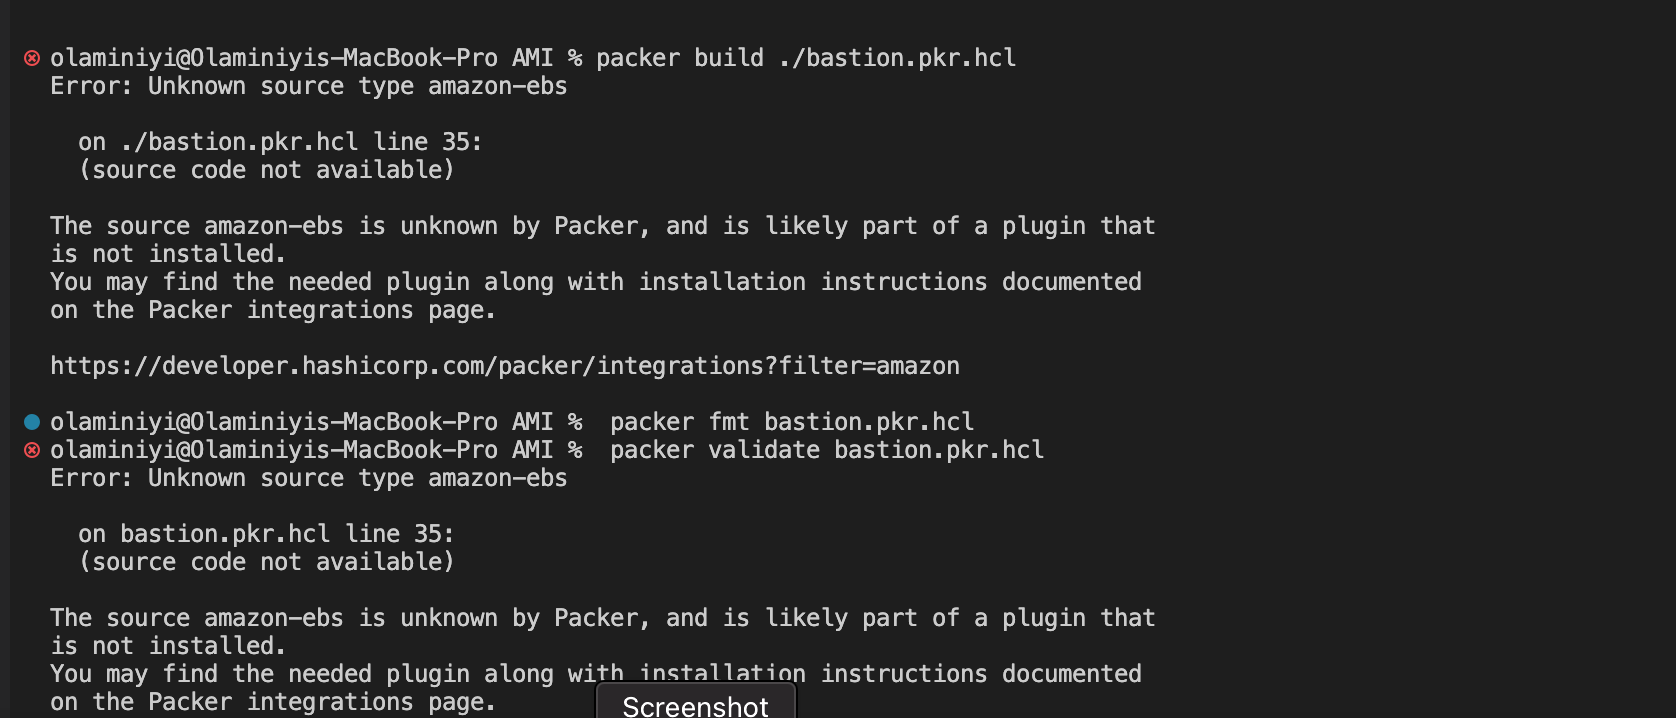 olaminiyi@Olaminiyis-MacBook-Pro AMI % packer build ./bastion.pkr.hcl
Error: Unknown source type amazon-ebs
on ./bastion.pkr.hcl line 35:
(source code not available)
The source amazon-ebs is unknown by Packer, and is likely part of a plugin that
is not installed.
You may find the needed plugin along with installation instructions documented
on the Packer integrations page.
https://developer.hashicorp.com/packer/integrations?filter=amazon
olaminiyi@Olaminiyis-MacBook-Pro AMI %  packer fmt bastion.pkr.hcl
olaminiyi@Olaminiyis-MacBook-Pro AMI %  packer validate bastion.pkr.hcl
Error: Unknown source type amazon-ebs
on bastion.pkr.hcl line 35:
(source code not available)
The source amazon-ebs is unknown by Packer, and is likely part of a plugin that
is not installed.
You may find the needed plugin along with installation instructions documented
on the Packer integrations page.
Screenshot